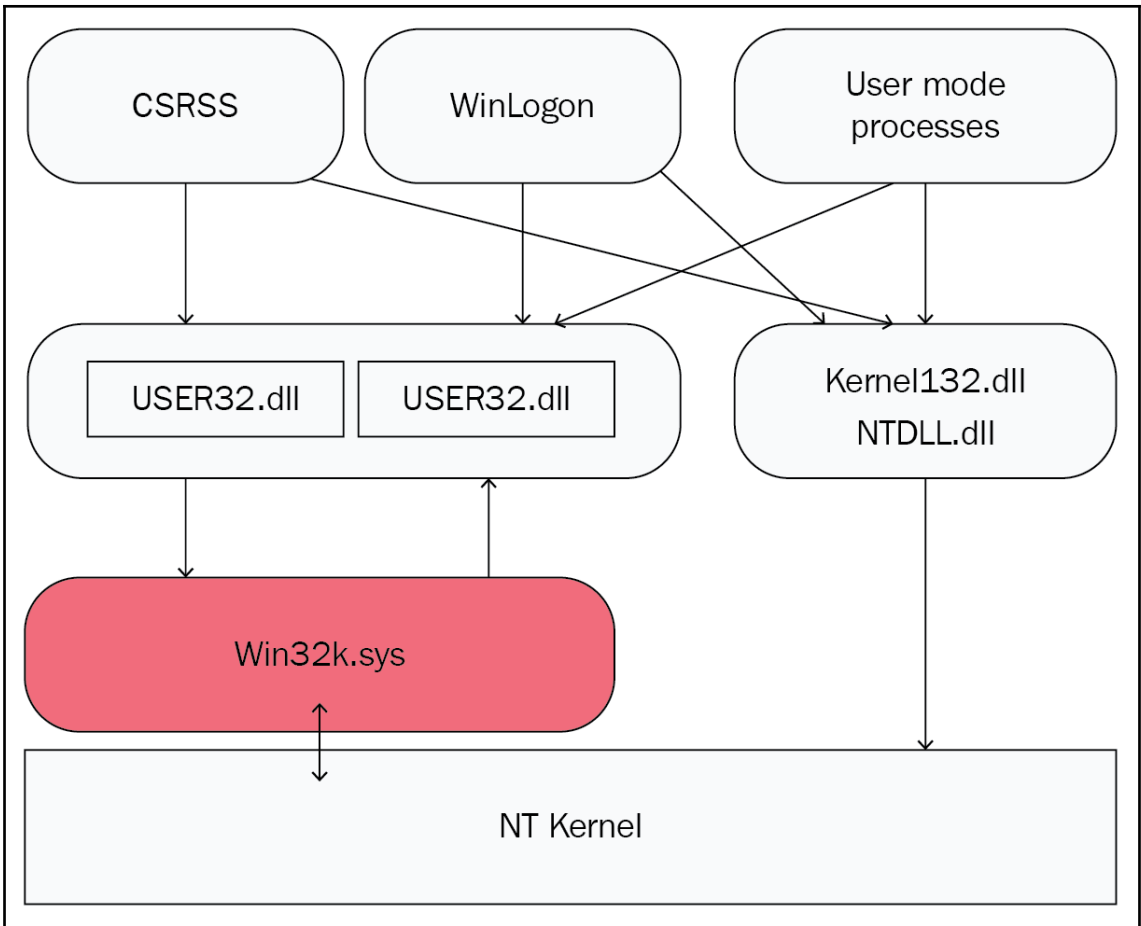 CSRSS
WinLogon
User mode
processes
USER32.dll
USER32.dll
Kernel132.dll
NTDLL.dll
Win32k.sys
NT Kernel